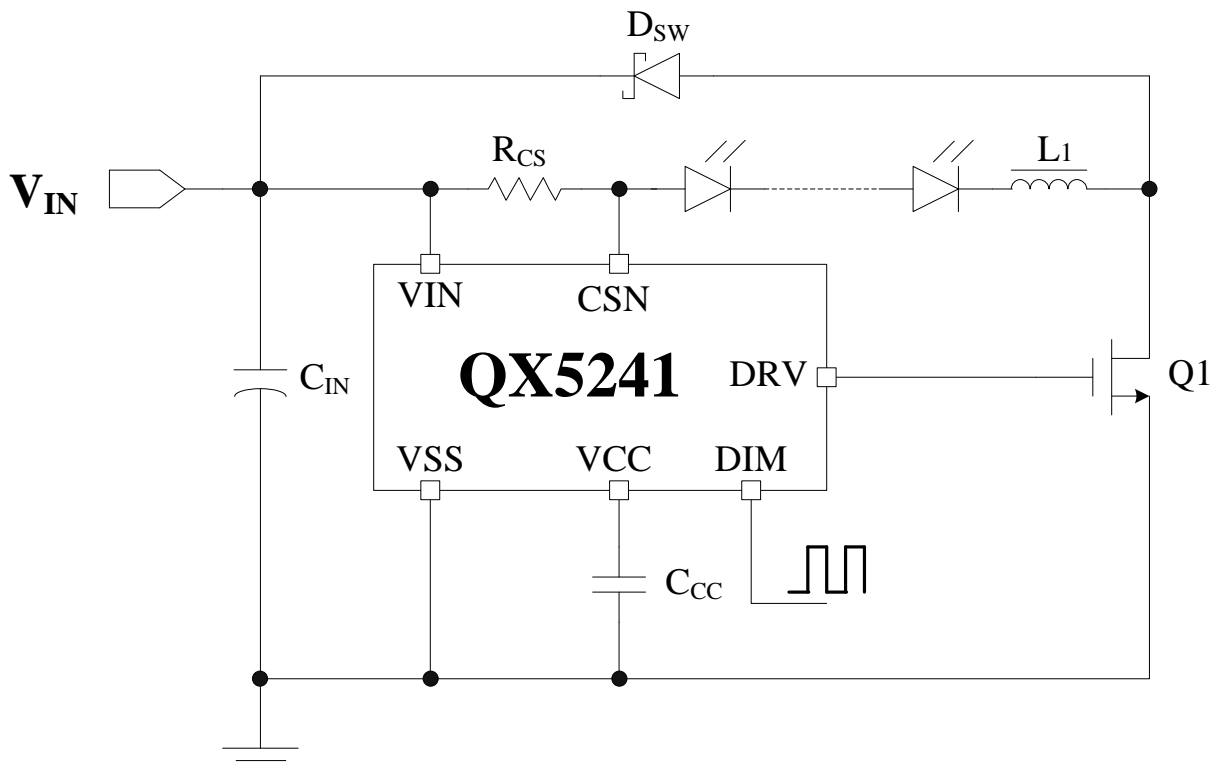 D_SW
R_CS
L1
V_IN
VIN
CSN
QX5241
DRV
Q1
C_IN
VSS
VCC
DIM
C_CC